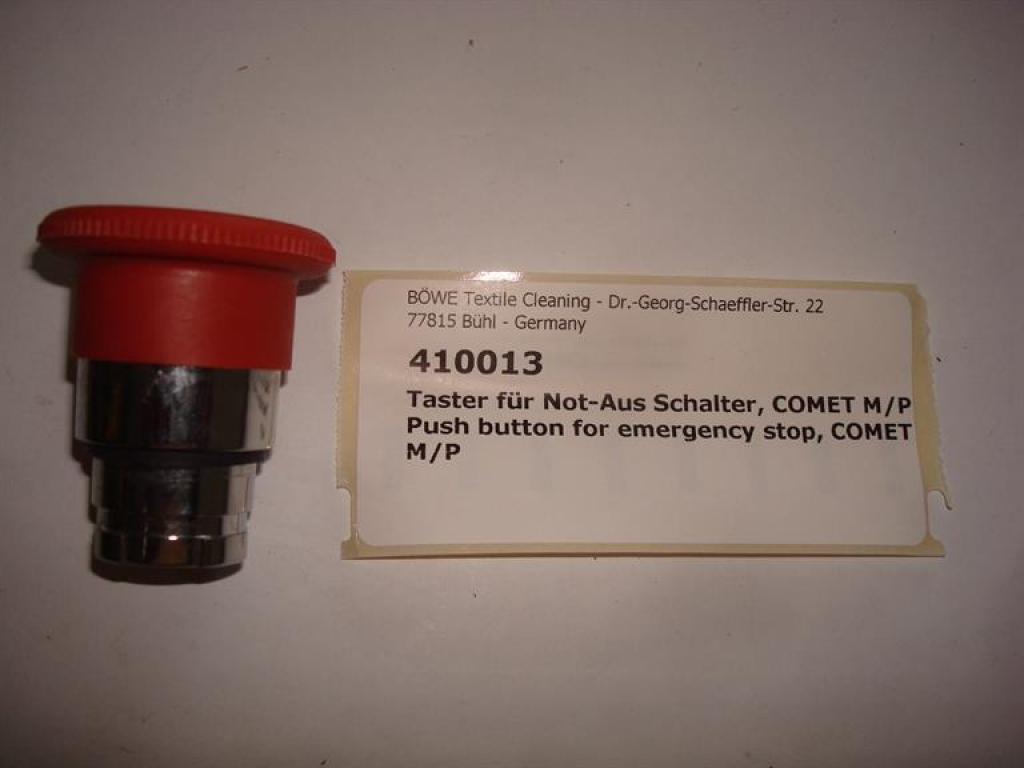 BÖWE Textile Cleaning - Dr.-Georg-Schaeffler-Str. 22
77815 Bühl - Germany
410013
Taster für Not-Aus Schalter, COMET M/P
Push button for emergency stop, COMET
M/P